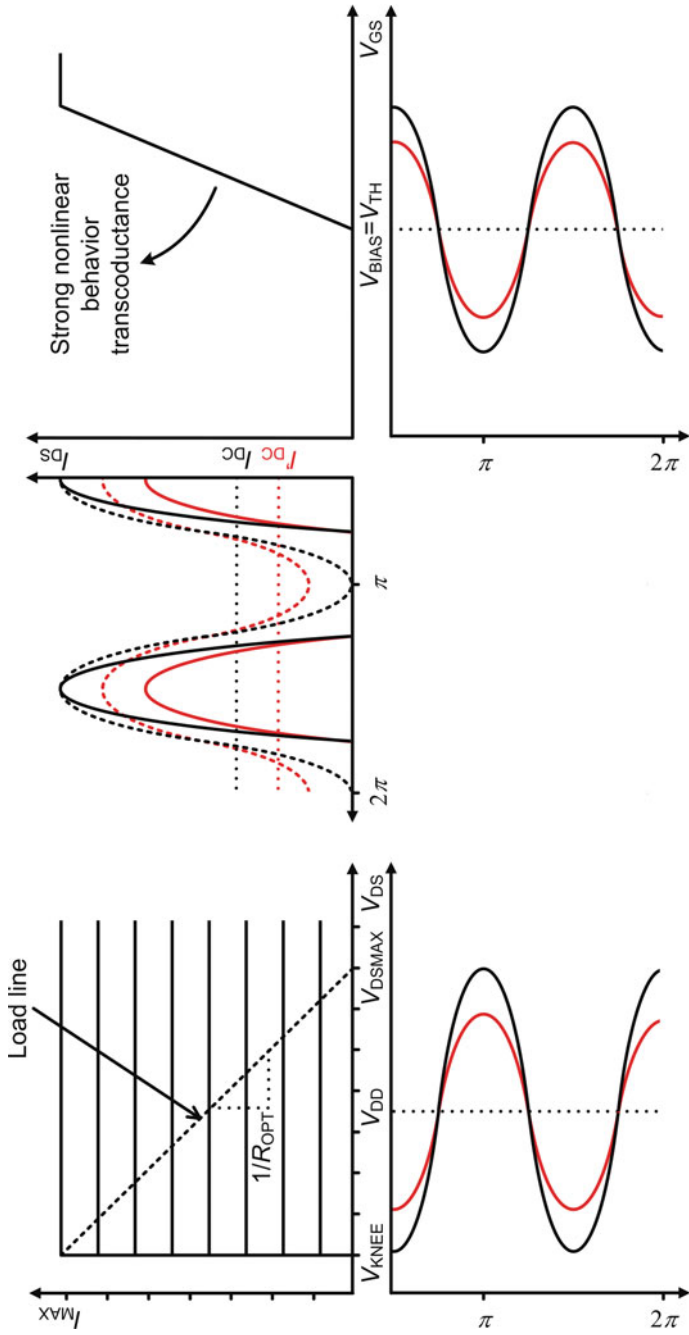 Load line
I_MAX
1/R_OPT
V_KNEE
V_DD
V_DSMAX
V_DS
π
2π
I_DS
I_DC
I'_DC
π
2π
Strong nonlinear
behavior
transcoductance
V_BIAS=V_TH
V_GS
π
2π